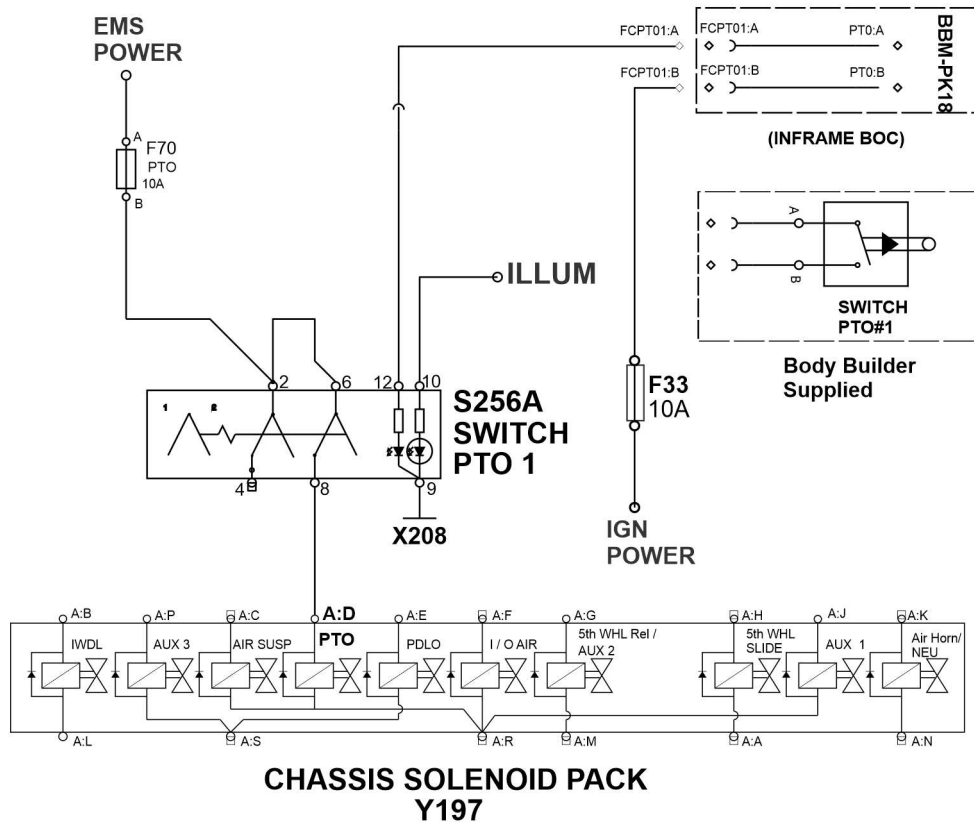 EMS
POWER
A
F70
PTO
10A
B
FCPT01:A
FCPT01:A
PT0:A
FCPT01:B
FCPT01:B
PT0:B
BBM-PK18
(INFRAME BOC)
A
B
SWITCH
PTO#1
Body Builder
Supplied
ILLUM
F33
10A
IGN
POWER
2
6
12
10
1
2
S256A
SWITCH
PTO 1
4
8
9
X208
A:B
A:P
A:C
A:D
A:E
A:F
A:G
A:H
A:J
A:K
IWDL
AUX 3
AIR SUSP
PTO
PDLO
I / O AIR
5th WHL Rel /
AUX 2
5th WHL
SLIDE
AUX 1
Air Horn/
NEU
A:L
A:S
A:R
A:M
A:A
A:N
CHASSIS SOLENOID PACK
Y197